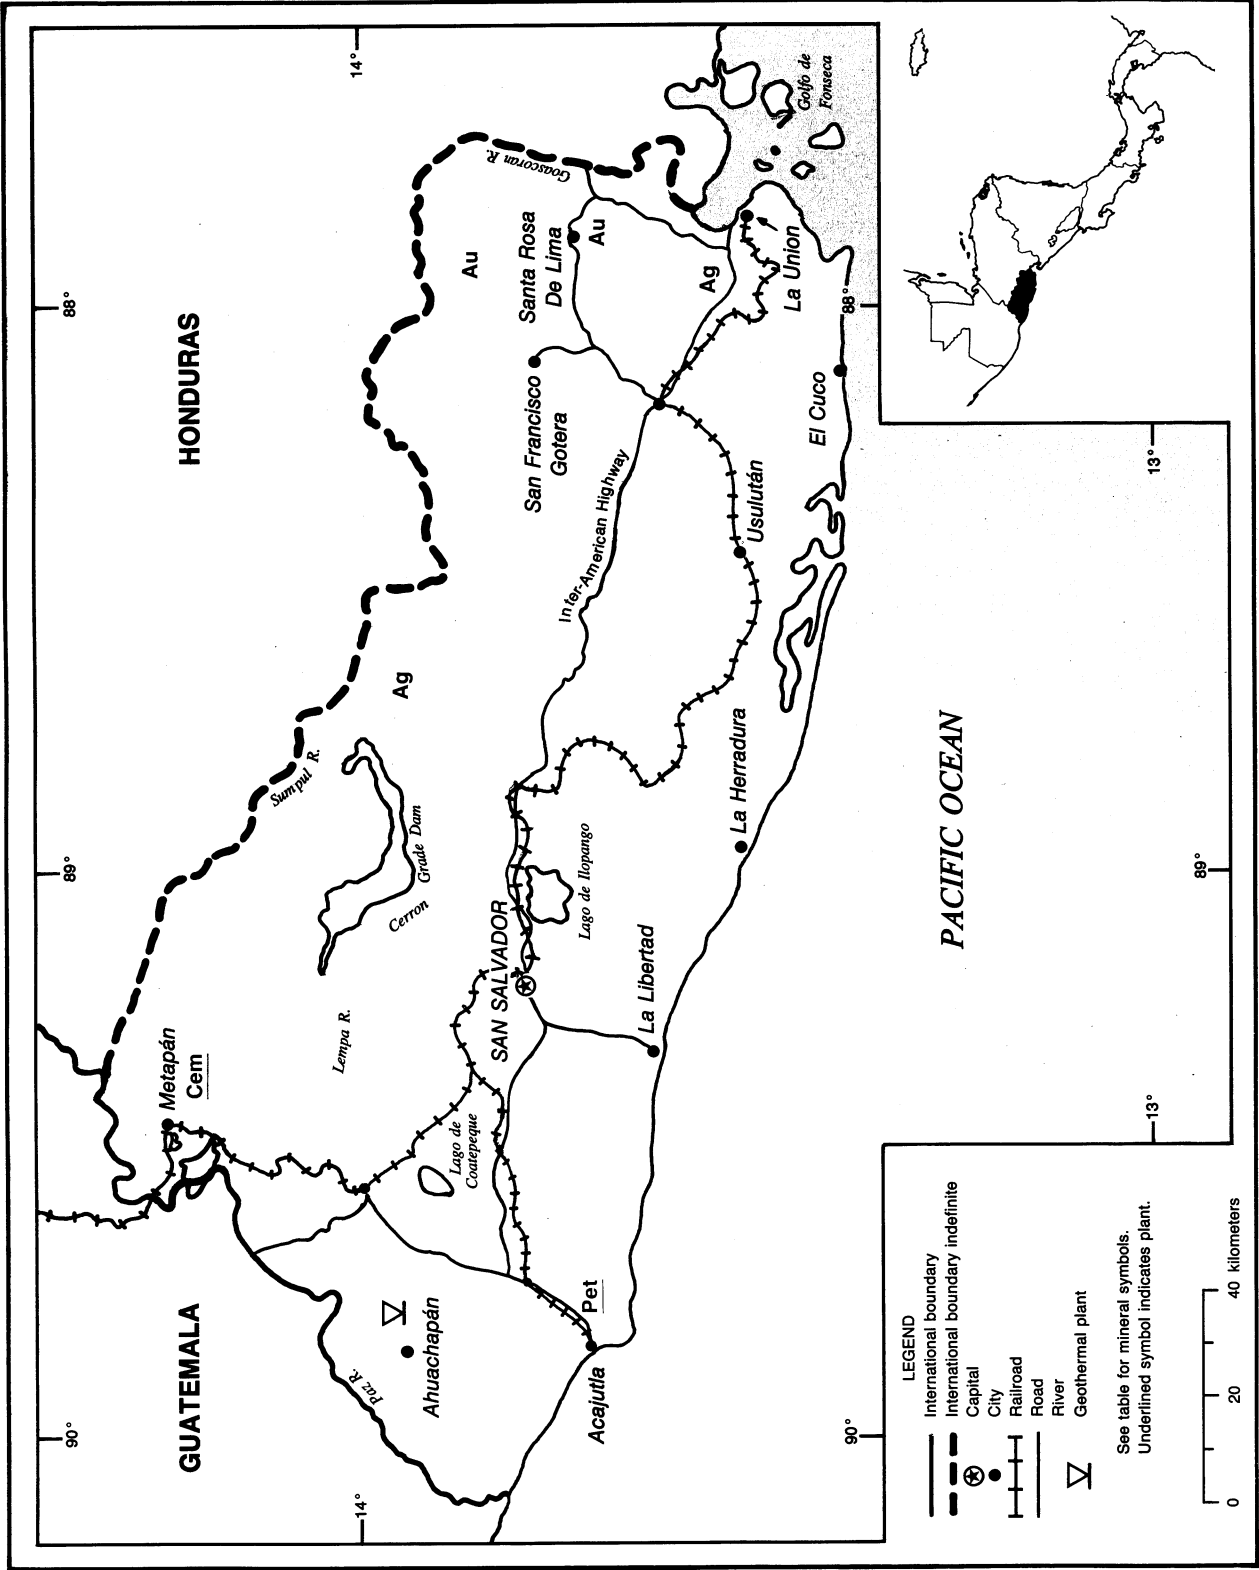 90°
89°
88°
14°
14°
GUATEMALA
HONDURAS
Metapán
Cem
Sumpul R.
Lempa R.
Cerron
Grade Dam
Ag
Au
Goascoran R.
Paz R.
Ahuachapán
Lago de
Coatepeque
SAN SALVADOR
Lago de Ilopango
Inter-American Highway
San Francisco
Gotera
Santa Rosa
De Lima
Au
Ag
Acajutla
Pet
La Libertad
La Herradura
Usulután
El Cuco
La Union
Golfo de
Fonseca
88°
90°
PACIFIC OCEAN
13°
13°
89°
LEGEND
International boundary
International boundary indefinite
Capital
City
Railroad
Road
River
Geothermal plant
See table for mineral symbols.
Underlined symbol indicates plant.
0 20 40 kilometers